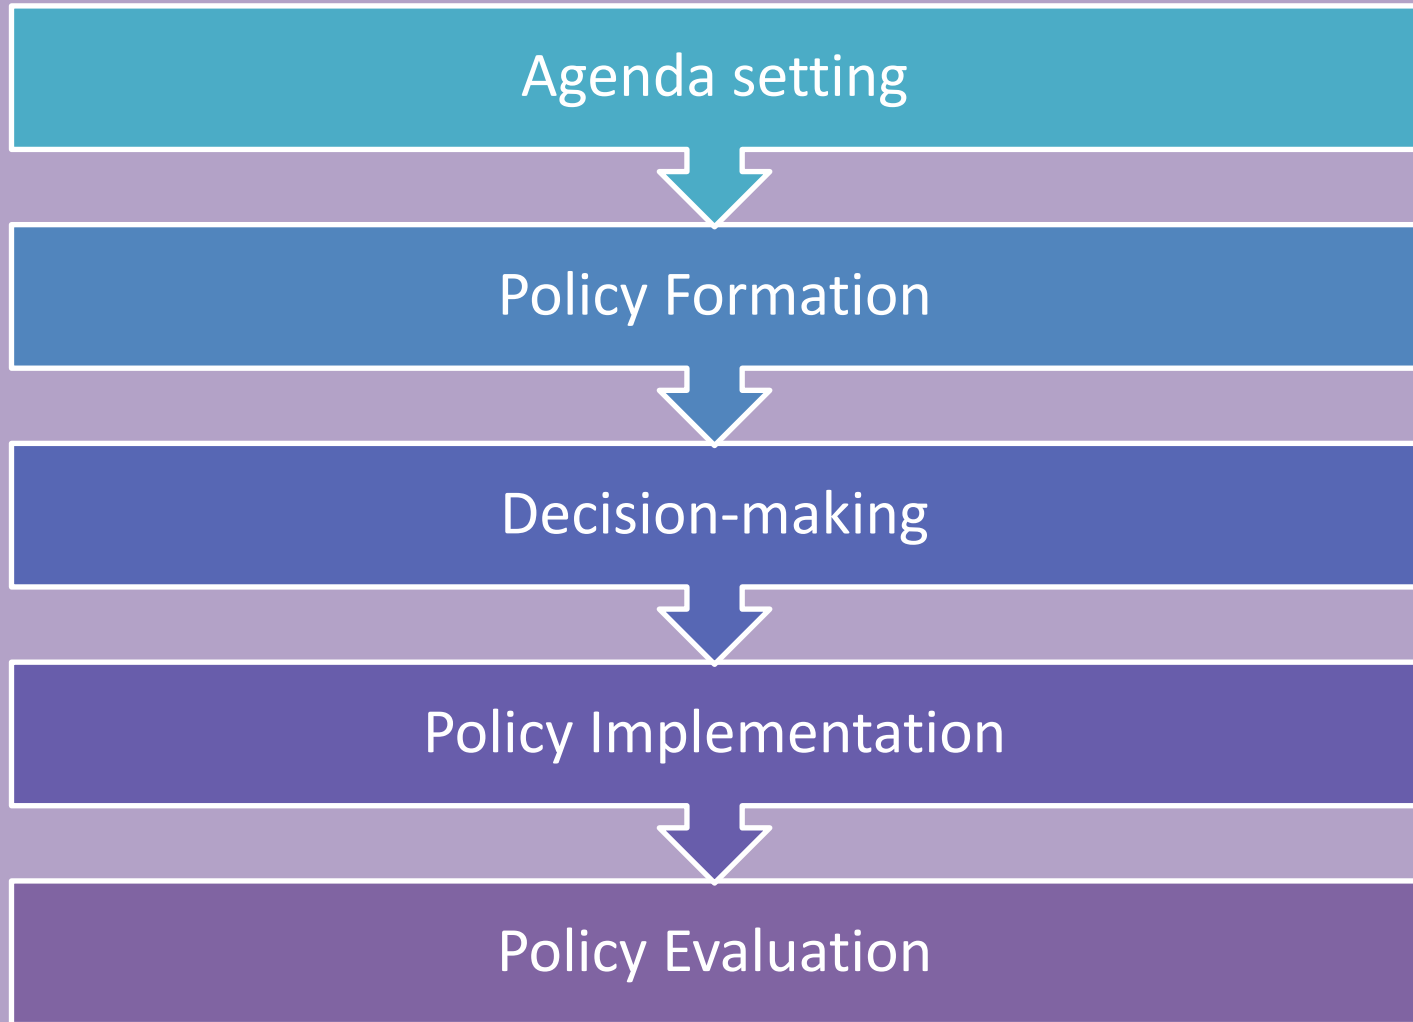 Agenda setting
Policy Formation
Decision-making
Policy Implementation
Policy Evaluation